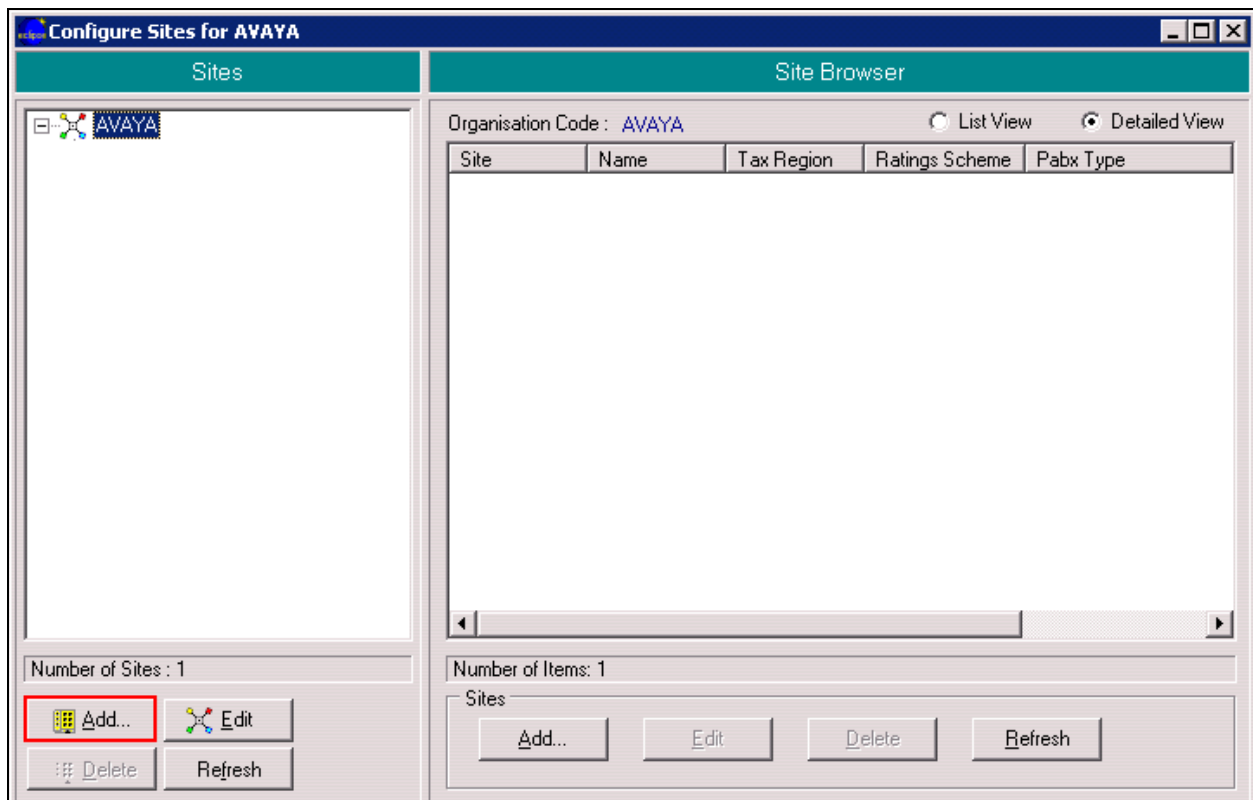 Configure Sites for AVAYA
Sites
Site Browser
AVAYA
Organisation Code : AVAYA
List View
Detailed View
Site Name Tax Region Ratings Scheme Pabx Type
Number of Sites : 1
Number of Items: 1
Add... Edit
Delete Refresh
Sites
Add... Edit Delete Refresh